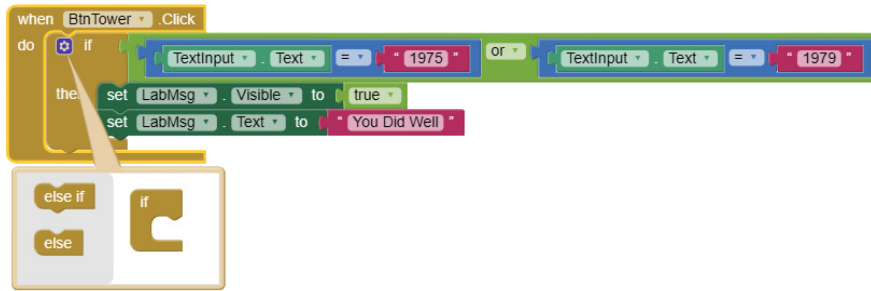 when BtnTower .Click
do if TextInput . Text = " 1975 " or TextInput . Text = " 1979 "
then set LabMsg . Visible to true
set LabMsg . Text to " You Did Well "
else if
if
else